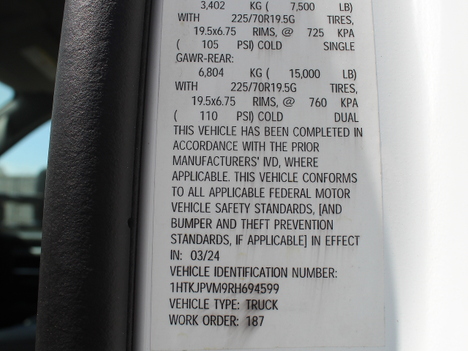 3,402 KG ( 7,500 LB)
WITH 225/70R19.5G TIRES,
19.5x6.75 RIMS, @ 725 KPA
( 105 PSI) COLD SINGLE
GAWR-REAR:
6,804 KG ( 15,000 LB)
WITH 225/70R19.5G TIRES,
19.5x6.75 RIMS, @ 760 KPA
( 110 PSI) COLD DUAL
THIS VEHICLE HAS BEEN COMPLETED IN
ACCORDANCE WITH THE PRIOR
MANUFACTURERS' IVD, WHERE
APPLICABLE. THIS VEHICLE CONFORMS
TO ALL APPLICABLE FEDERAL MOTOR
VEHICLE SAFETY STANDARDS, [AND
BUMPER AND THEFT PREVENTION
STANDARDS, IF APPLICABLE] IN EFFECT
IN: 03/24
VEHICLE IDENTIFICATION NUMBER:
1HTKJPVM9RH694599
VEHICLE TYPE: TRUCK
WORK ORDER: 187